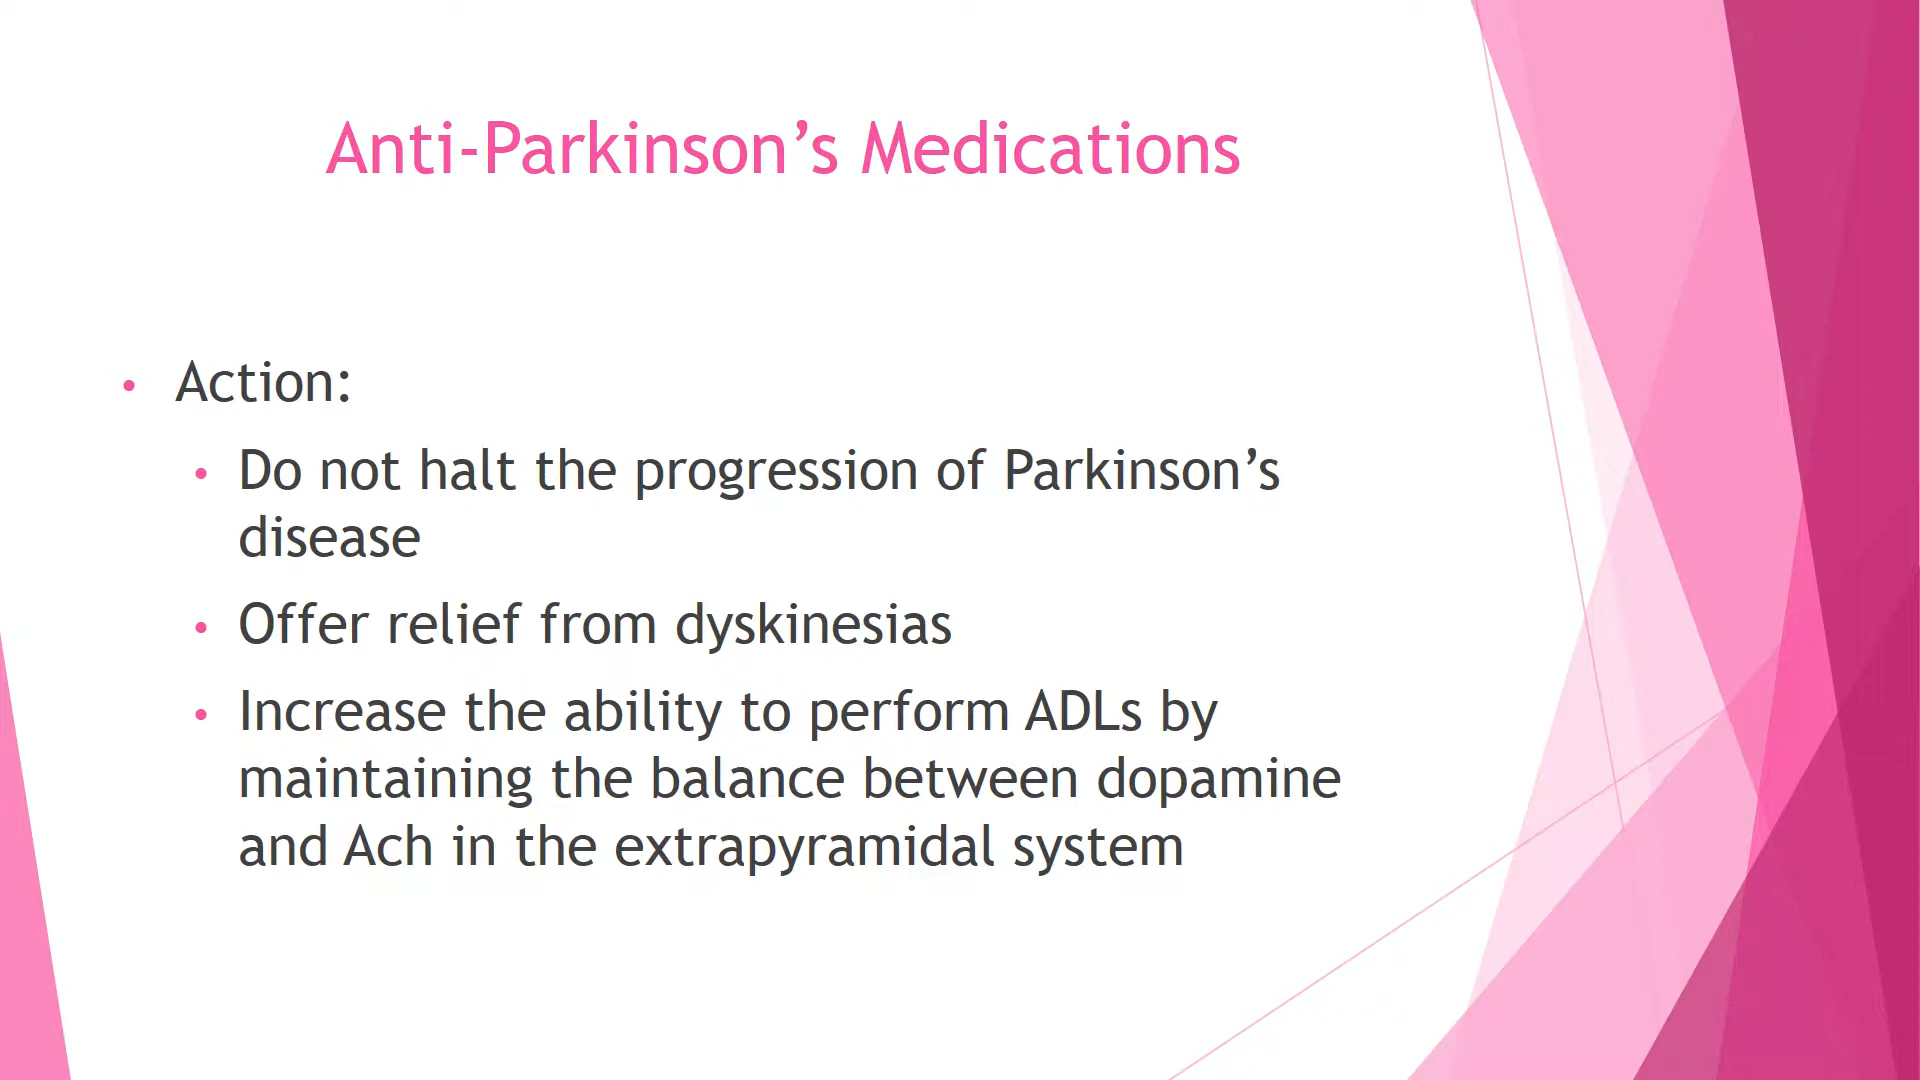 Anti-Parkinson’s Medications
• Action:
• Do not halt the progression of Parkinson’s
disease
• Offer relief from dyskinesias
• Increase the ability to perform ADLs by
maintaining the balance between dopamine
and Ach in the extrapyramidal system